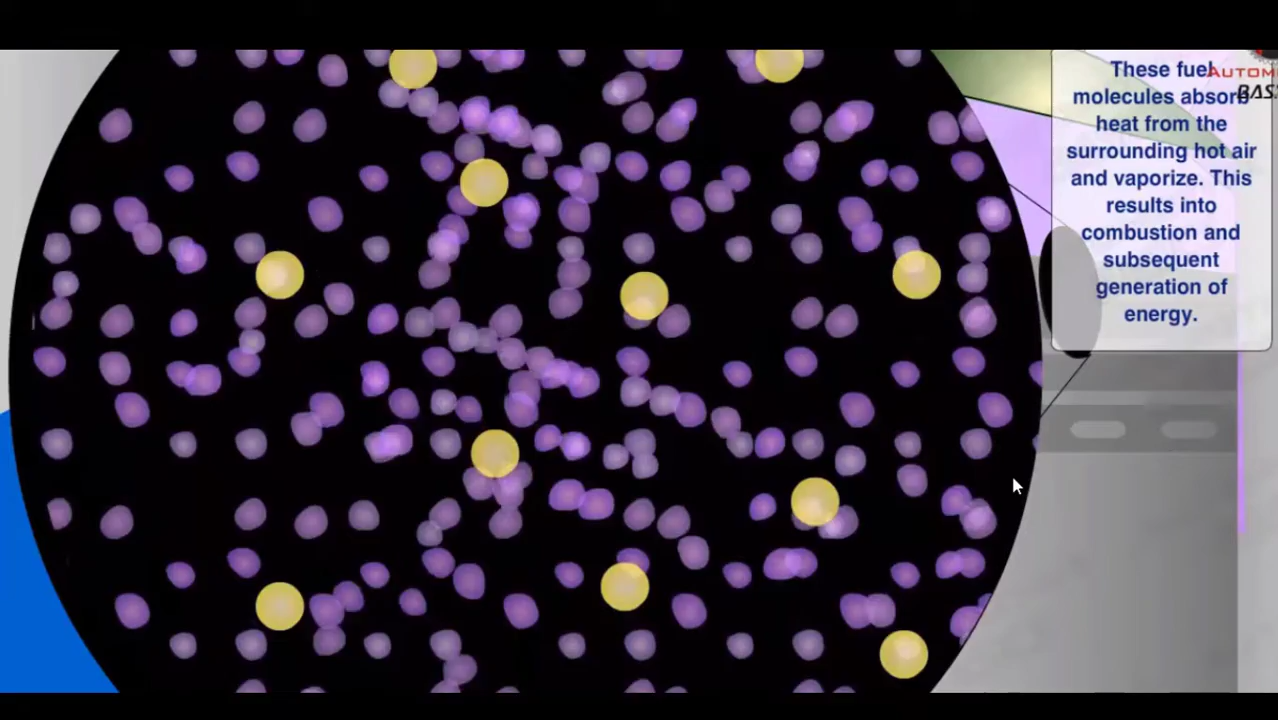 These fuel
molecules absorb
heat from the
surrounding hot air
and vaporize. This
results into
combustion and
subsequent
generation of
energy.